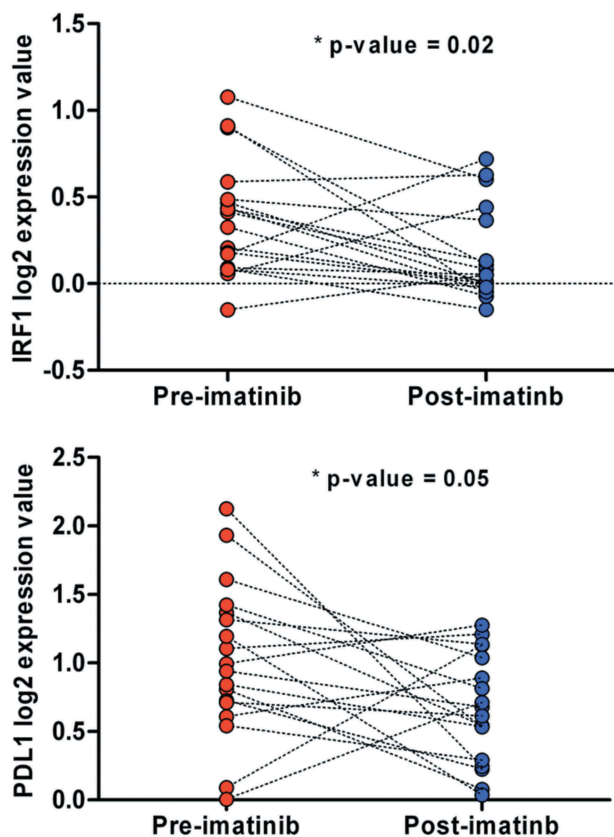 IRF1 log2 expression value
1.5
1.0
0.5
0.0
-0.5
* p-value = 0.02
Pre-imatinib
Post-imatinb
PDL1 log2 expression value
2.5
2.0
1.5
1.0
0.5
0.0
* p-value = 0.05
Pre-imatinib
Post-imatinb